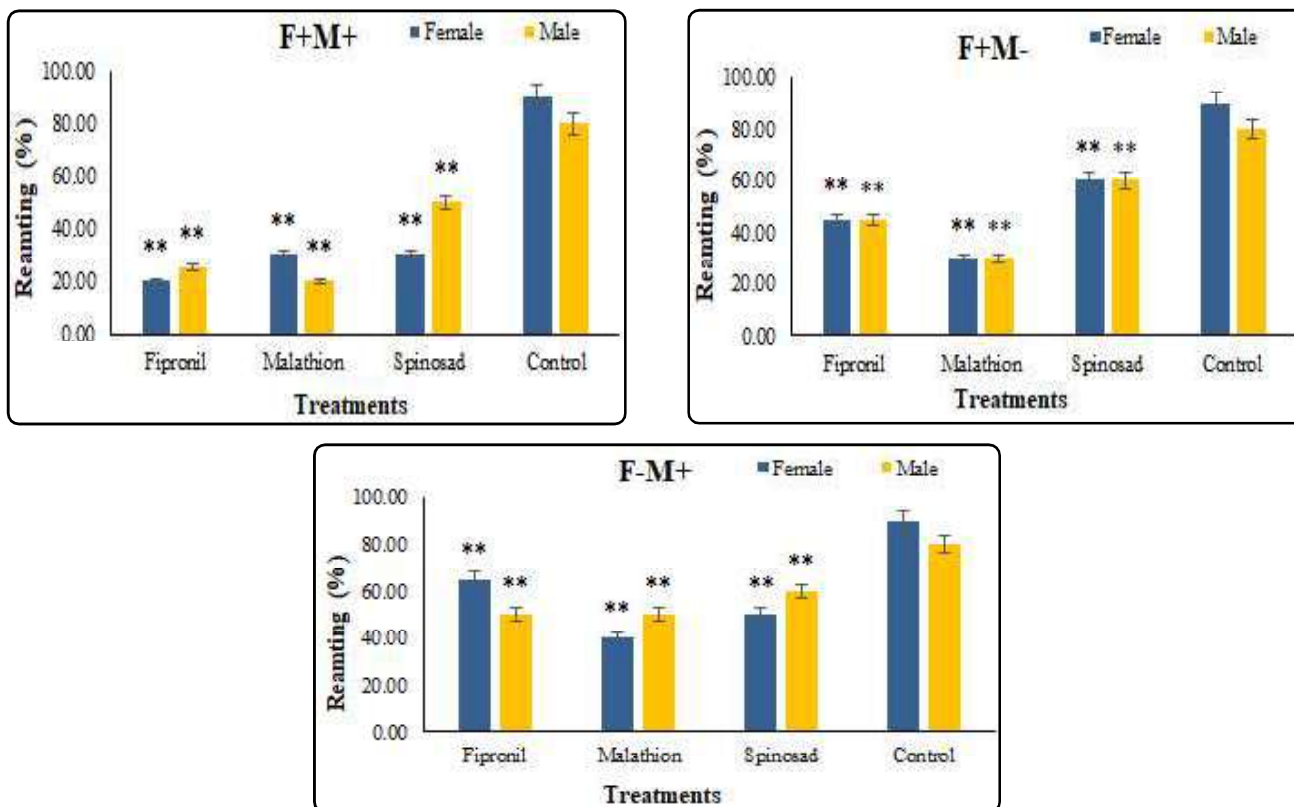 F+M+
Female Male
Reamting (%)
100.00
80.00
60.00
40.00
20.00
0.00
** ** ** ** ** **
Fipronil Malathion Spinosad Control
Treatments
F+M-
Female Male
Reamting (%)
100.00
80.00
60.00
40.00
20.00
0.00
** ** ** ** ** **
Fipronil Malathion Spinosad Control
Treatments
F-M+
Female Male
Reamting (%)
100.00
80.00
60.00
40.00
20.00
0.00
** ** ** ** ** **
Fipronil Malathion Spinosad Control
Treatments